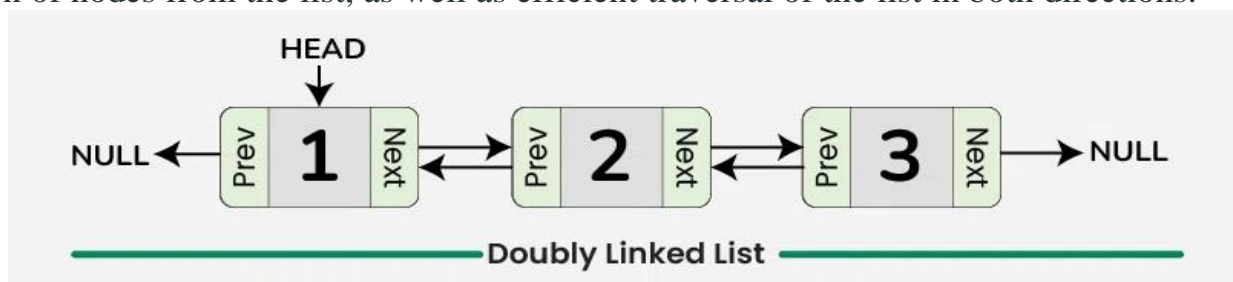 of nodes from the list, as well as efficient traversal of the list in both directions.
HEAD
NULL Prev 1 Next Prev 2 Next Prev 3 Next NULL
Doubly Linked List